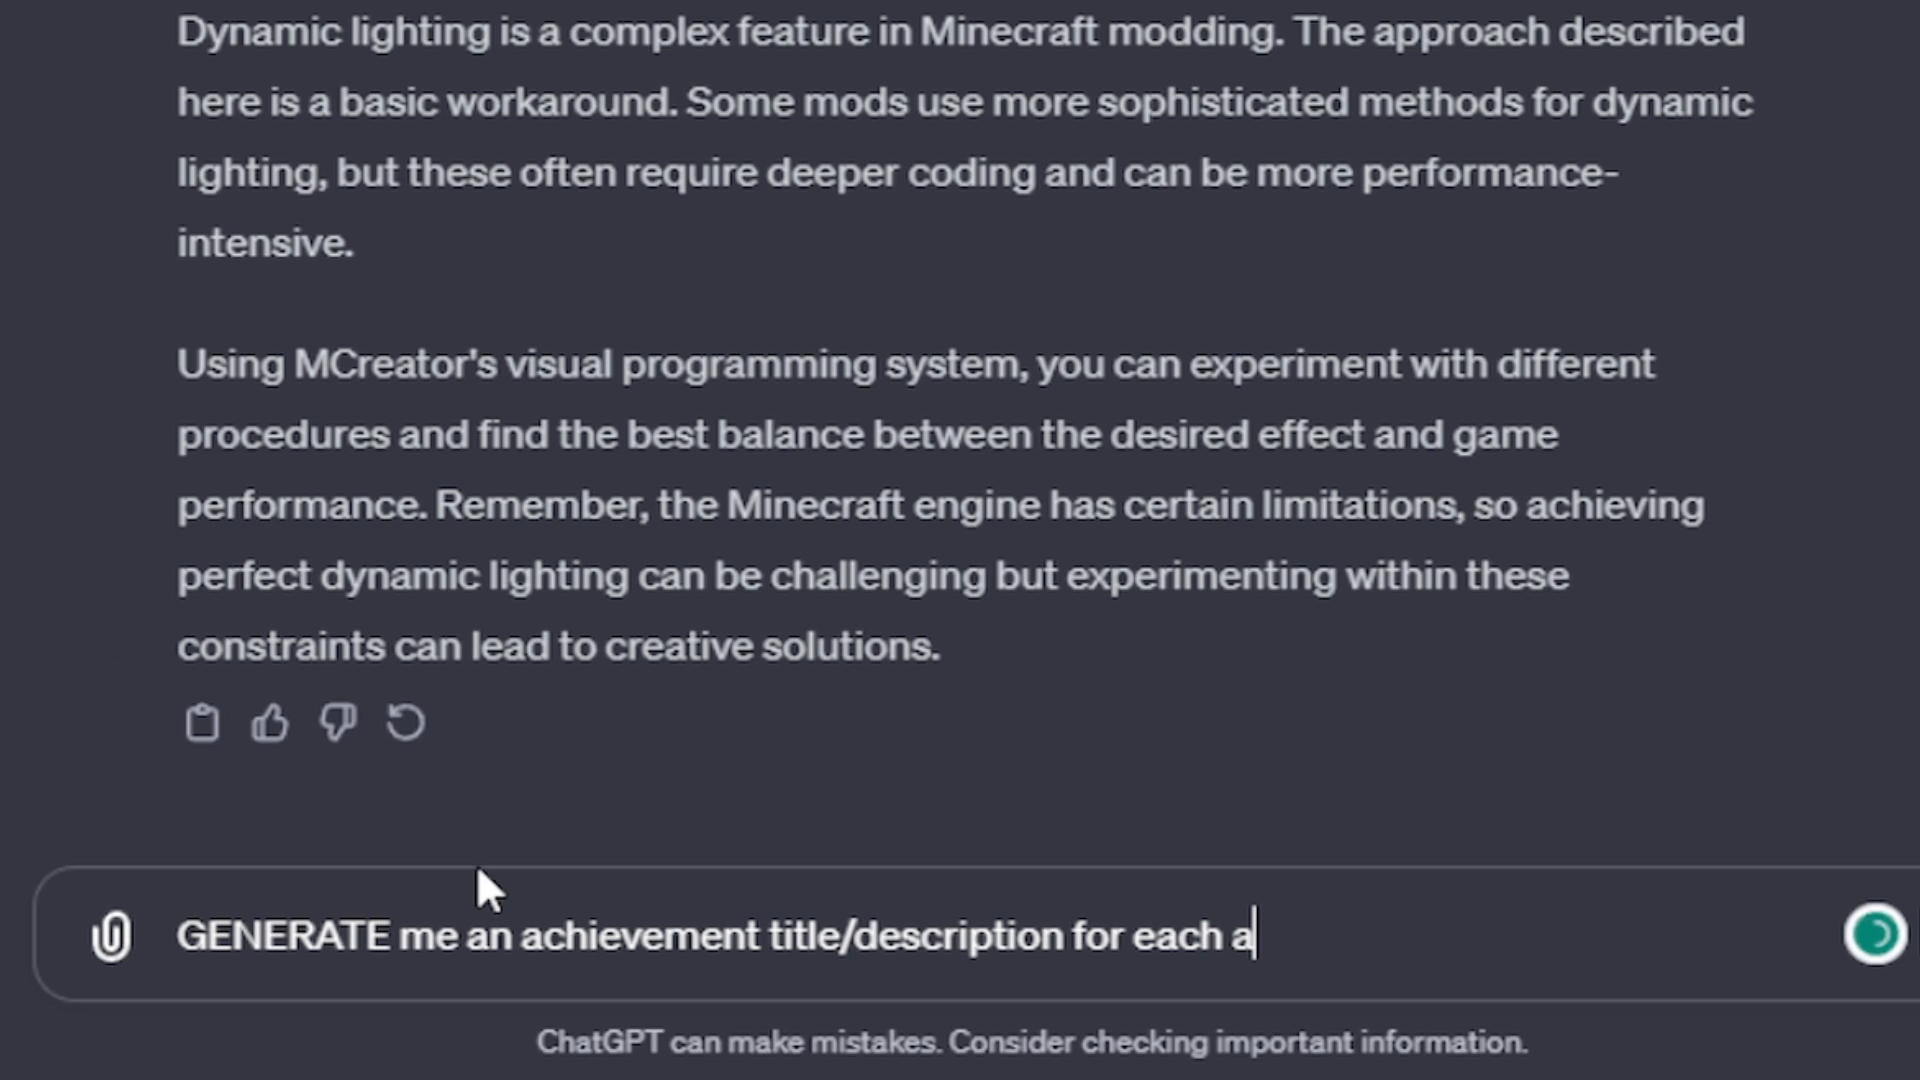 Dynamic lighting is a complex feature in Minecraft modding. The approach described
here is a basic workaround. Some mods use more sophisticated methods for dynamic
lighting, but these often require deeper coding and can be more performance-
intensive.
Using MCreator's visual programming system, you can experiment with different
procedures and find the best balance between the desired effect and game
performance. Remember, the Minecraft engine has certain limitations, so achieving
perfect dynamic lighting can be challenging but experimenting within these
constraints can lead to creative solutions.
GENERATE me an achievement title/description for each a
ChatGPT can make mistakes. Consider checking important information.